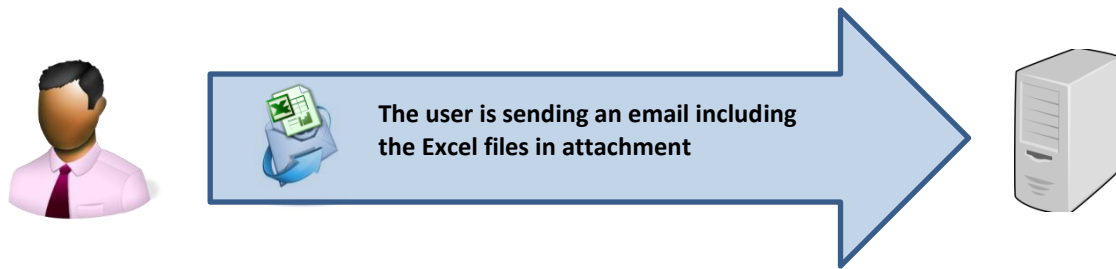 The user is sending an email including
the Excel files in attachment